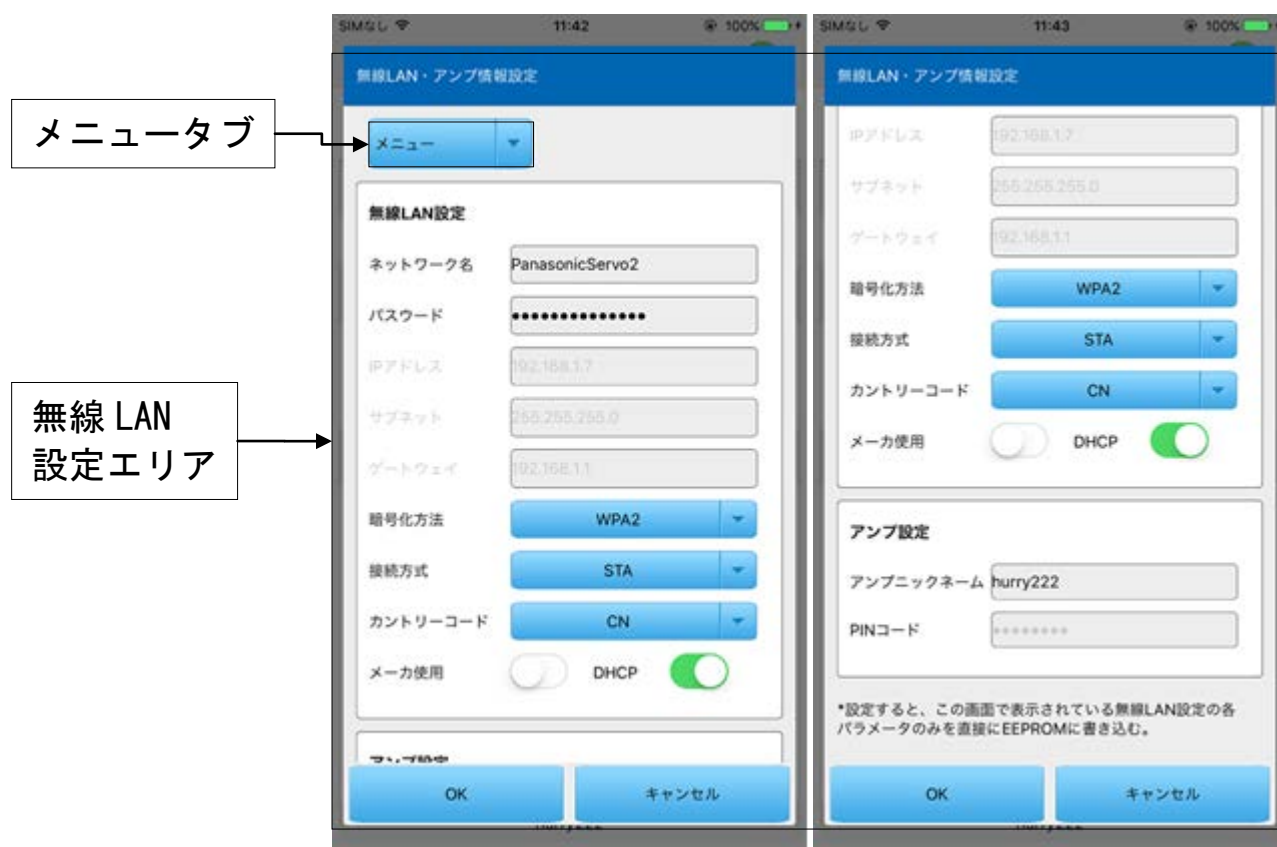 メニュータブ
無線 LAN
設定エリア
SIMなし 11:42 100%
無線LAN・アンプ情報設定
メニュー
無線LAN設定
ネットワーク名 PanasonicServo2
パスワード ••••••••••••••
IPアドレス 192.168.1.7
サブネット 255.255.255.0
ゲートウェイ 192.168.1.1
暗号化方法 WPA2
接続方式 STA
カントリーコード CN
メーカ使用 DHCP
アンプ設定
OK キャンセル
hurry222
SIMなし 11:43 100%
無線LAN・アンプ情報設定
IPアドレス 192.168.1.7
サブネット 255.255.255.0
ゲートウェイ 192.168.1.1
暗号化方法 WPA2
接続方式 STA
カントリーコード CN
メーカ使用 DHCP
アンプ設定
アンプニックネーム hurry222
PINコード ••••••••
*設定すると、この画面で表示されている無線LAN設定の各
パラメータのみを直接にEEPROMに書き込む。
OK キャンセル
hurry222